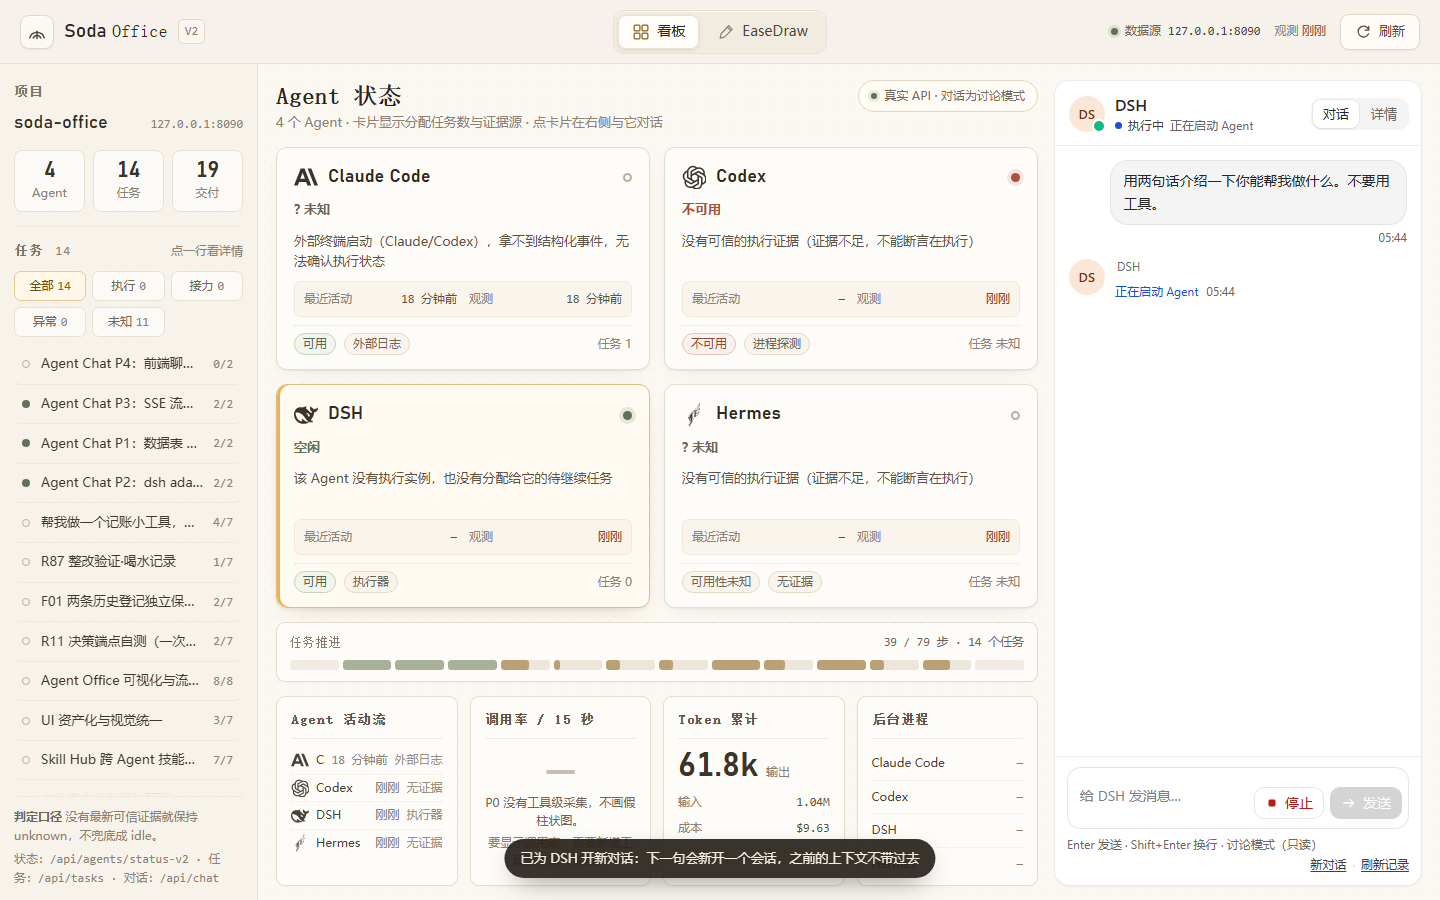 Soda Office V2
看板
EaseDraw
数据源 127.0.0.1:8090
观测 刚刚
刷新
项目
soda-office
127.0.0.1:8090
4
Agent
14
任务
19
交付
任务 14
点一行看详情
全部 14
执行 0
接力 0
异常 0
未知 11
Agent Chat P4：前端聊... 0/2
Agent Chat P3：SSE 流... 2/2
Agent Chat P1：数据表 ... 2/2
Agent Chat P2：dsh ada... 2/2
帮我做一个记账小工具，... 4/7
R87 整改验证·喝水记录 1/7
F01 两条历史登记独立保... 2/7
R11 决策端点自测（一次... 2/7
Agent Office 可视化与流... 8/8
UI 资产化与视觉统一 3/7
Skill Hub 跨 Agent 技能... 7/7
判定口径 没有最新可信证据就保持
unknown，不兜底成 idle。
状态：/api/agents/status-v2 · 任
务：/api/tasks · 对话：/api/chat
Agent 状态
4 个 Agent · 卡片显示分配任务数与证据源 · 点卡片在右侧与它对话
真实 API · 对话为讨论模式
Claude Code
? 未知
外部终端启动（Claude/Codex），拿不到结构化事件，无
法确认执行状态
最近活动 18 分钟前 观测 18 分钟前
可用 外部日志 任务 1
Codex
不可用
没有可信的执行证据（证据不足，不能断言在执行）
最近活动 – 观测 刚刚
不可用 进程探测 任务 未知
DSH
空闲
该 Agent 没有执行实例，也没有分配给它的待继续任务
最近活动 – 观测 刚刚
可用 执行器 任务 0
Hermes
? 未知
没有可信的执行证据（证据不足，不能断言在执行）
最近活动 – 观测 刚刚
可用性未知 无证据 任务 未知
任务推进
39 / 79 步 · 14 个任务
Agent 活动流
C 18 分钟前 外部日志
Codex 刚刚 无证据
DSH 刚刚 执行器
Hermes 刚刚 无证据
调用率 / 15 秒
—
P0 没有工具级采集，不画假
柱状图。
Token 累计
61.8k 输出
输入 1.04M
成本 $9.63
后台进程
Claude Code –
Codex –
DSH –
–
已为 DSH 开新对话：下一句会新开一个会话，之前的上下文不带过去
DS
DSH
执行中 正在启动 Agent
对话
详情
用两句话介绍一下你能帮我做什么。不要用
工具。
05:44
DS
DSH
正在启动 Agent 05:44
给 DSH 发消息...
停止
发送
Enter 发送 · Shift+Enter 换行 · 讨论模式（只读）
新对话 · 刷新记录